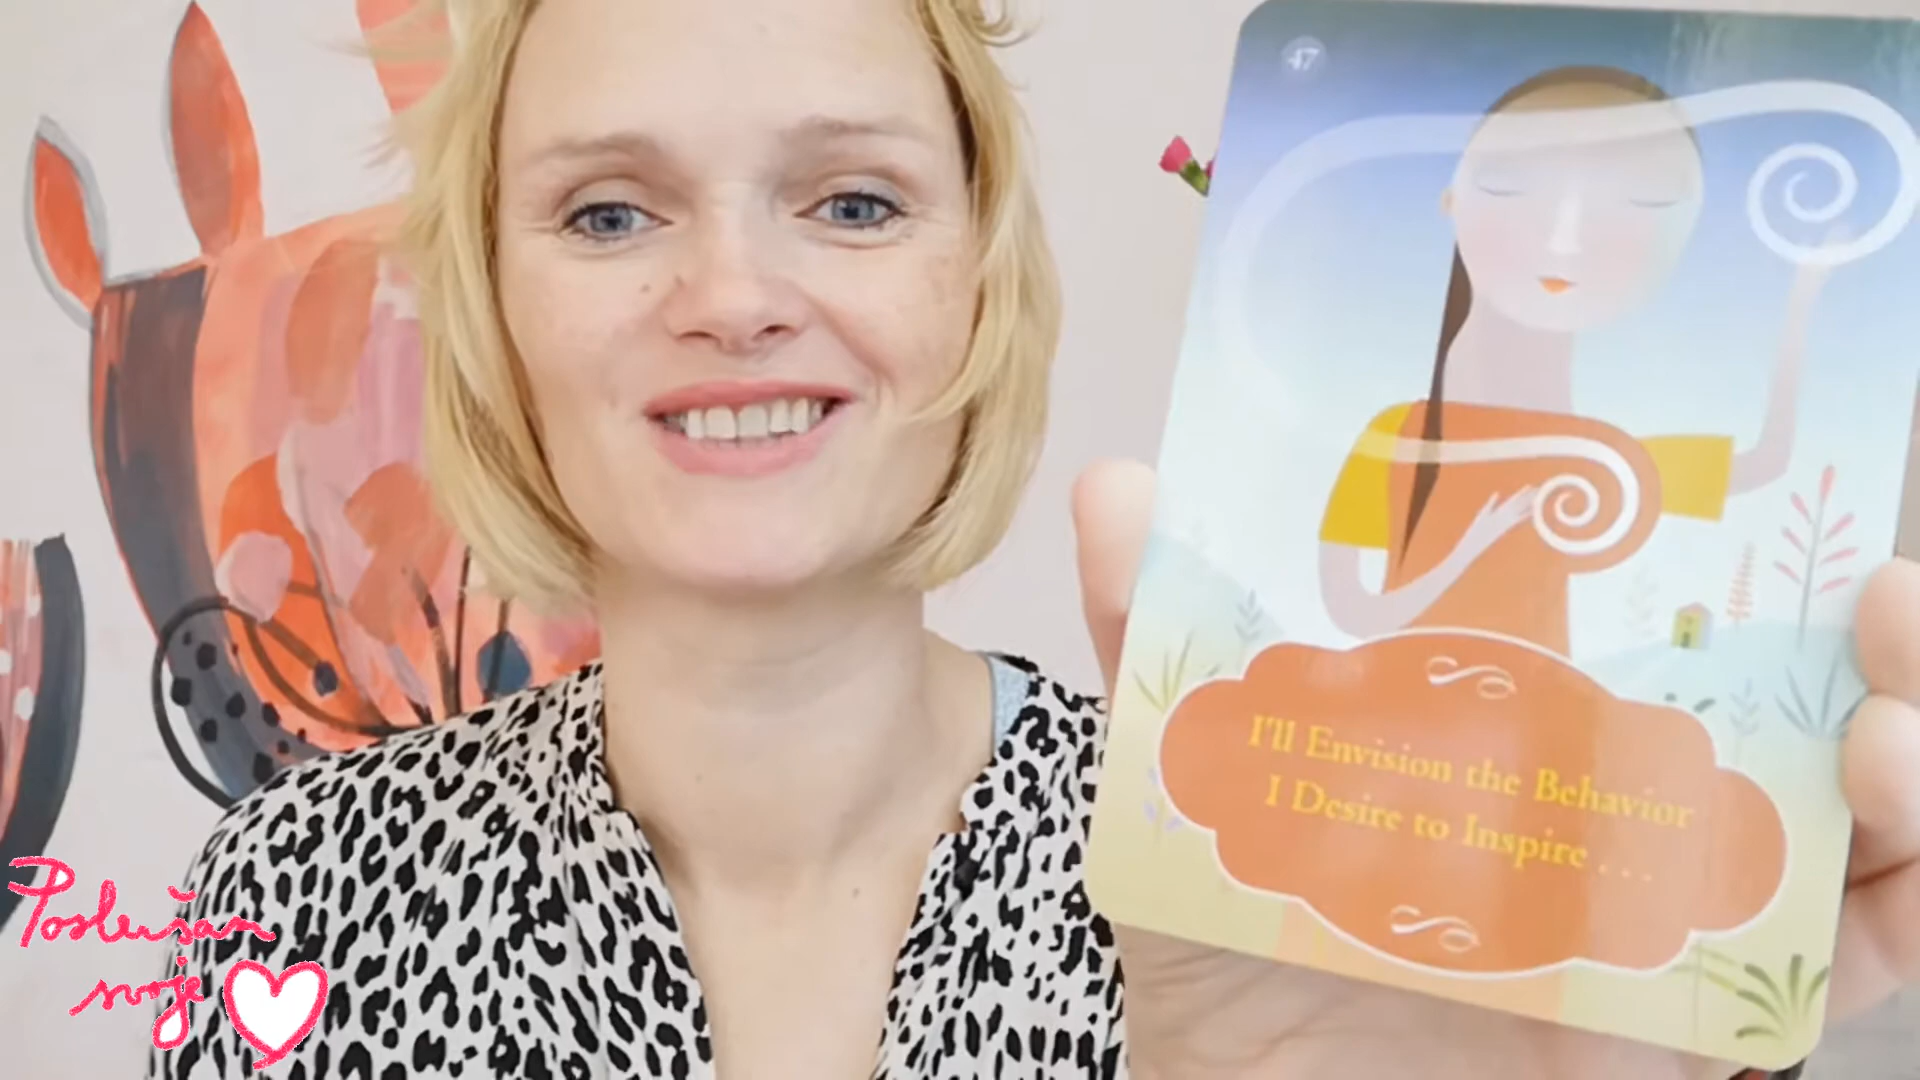 47
I'll Envision the Behavior
I Desire to Inspire . . .
Poslušam
svoje